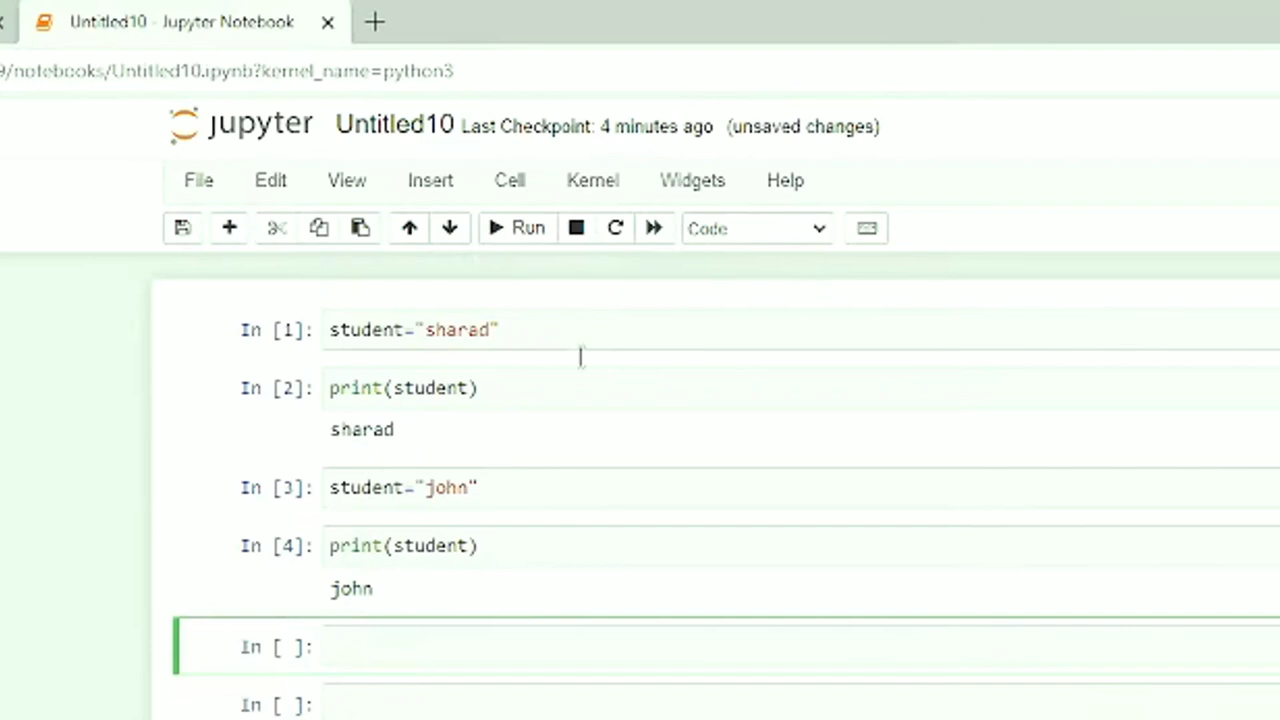 Untitled10 - Jupyter Notebook
9/notebooks/Untitled10.ipynb?kernel_name=python3
jupyter Untitled10 Last Checkpoint: 4 minutes ago (unsaved changes)
File Edit View Insert Cell Kernel Widgets Help
Run Code
In [1]: student="sharad"
In [2]: print(student)
sharad
In [3]: student="john"
In [4]: print(student)
john
In [ ]:
In [ ]: